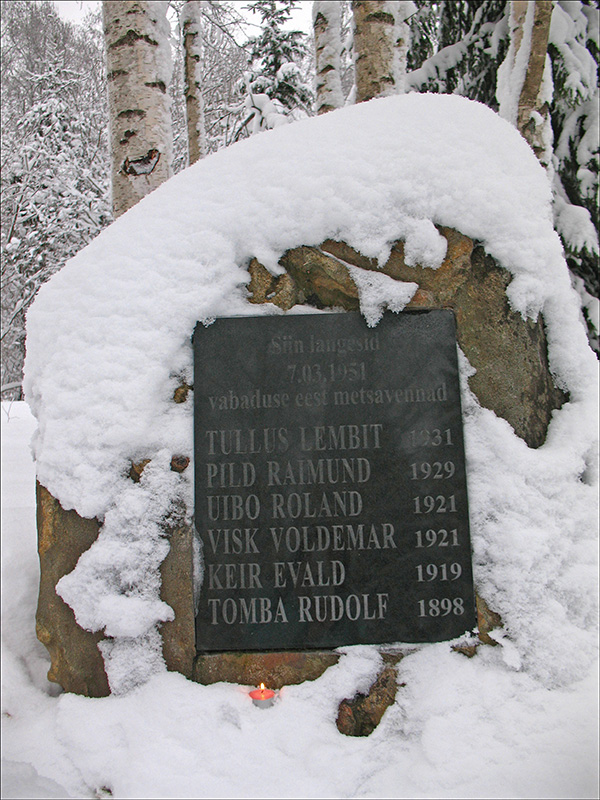 Siin langesid
7.03.1951
vabaduse eest metsavennad
TULLUS LEMBIT 1931
PILD RAIMUND 1929
UIBO ROLAND 1921
VISK VOLDEMAR 1921
KEIR EVALD 1919
TOMBA RUDOLF 1898